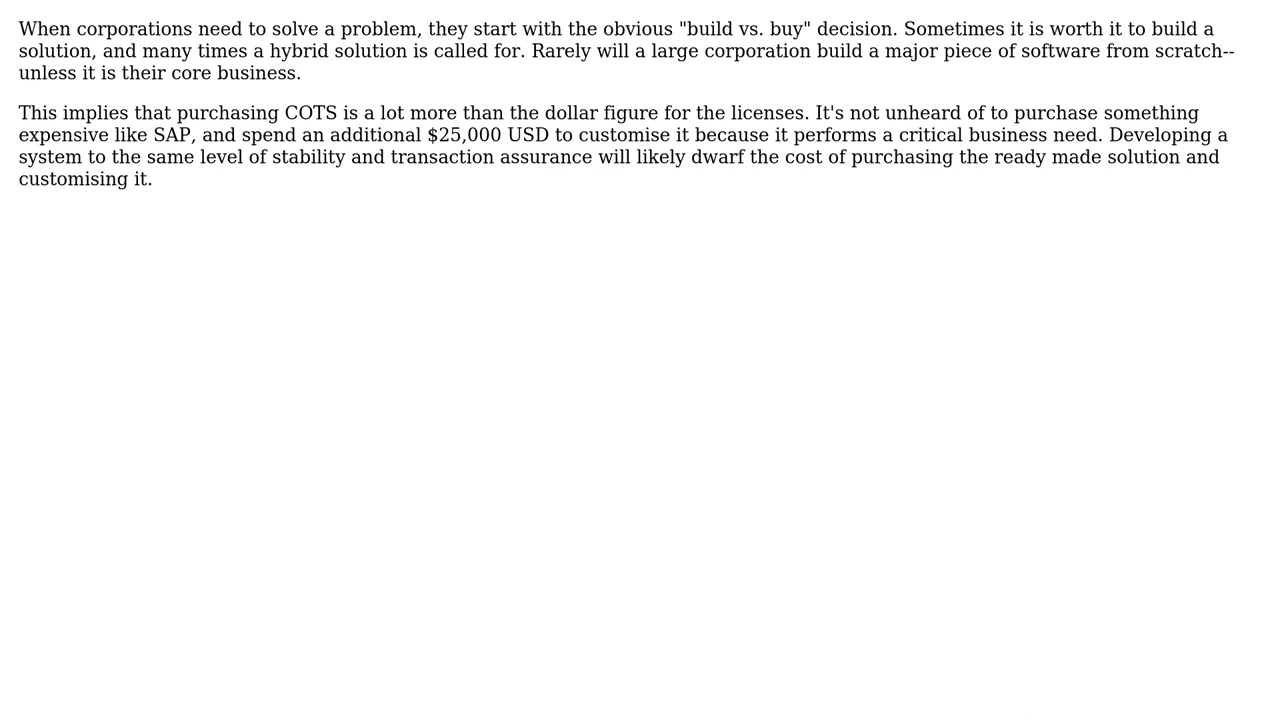 When corporations need to solve a problem, they start with the obvious "build vs. buy" decision. Sometimes it is worth it to build a
solution, and many times a hybrid solution is called for. Rarely will a large corporation build a major piece of software from scratch--
unless it is their core business.
This implies that purchasing COTS is a lot more than the dollar figure for the licenses. It's not unheard of to purchase something
expensive like SAP, and spend an additional $25,000 USD to customise it because it performs a critical business need. Developing a
system to the same level of stability and transaction assurance will likely dwarf the cost of purchasing the ready made solution and
customising it.